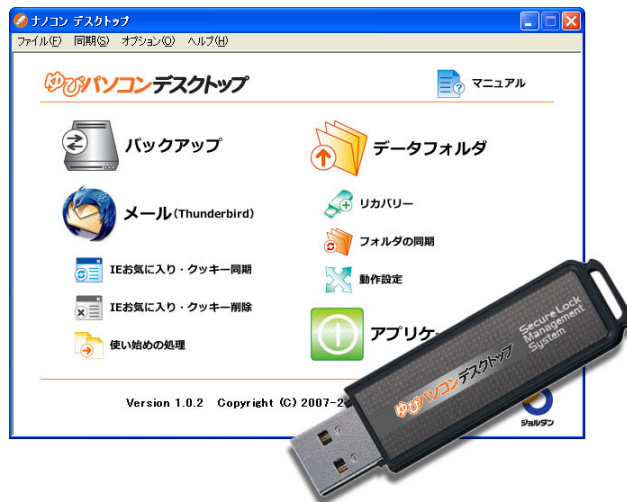 ナノコン デスクトップ
ファイル(F) 同期(S) オプション(O) ヘルプ(H)
ゆびパソコンデスクトップ
マニュアル
バックアップ
データフォルダ
メール(Thunderbird)
リカバリー
フォルダの同期
IEお気に入り・クッキー同期
動作設定
IEお気に入り・クッキー削除
使い始めの処理
アプリケ
Secure Lock
Management
System
ゆびパソコンデスクトップ
Version 1.0.2 Copyright (C) 2007-2
ジョルダン